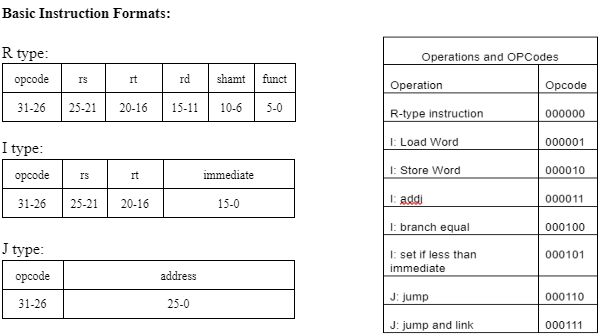 Basic Instruction Formats:
R type:
opcode rs rt rd shamt funct
31-26 25-21 20-16 15-11 10-6 5-0
I type:
opcode rs rt immediate
31-26 25-21 20-16 15-0
J type:
opcode address
31-26 25-0
Operations and OPCodes
Operation Opcode
R-type instruction 000000
I: Load Word 000001
I: Store Word 000010
I: addi 000011
I: branch equal 000100
I: set if less than 000101
immediate
J: jump 000110
J: jump and link 000111